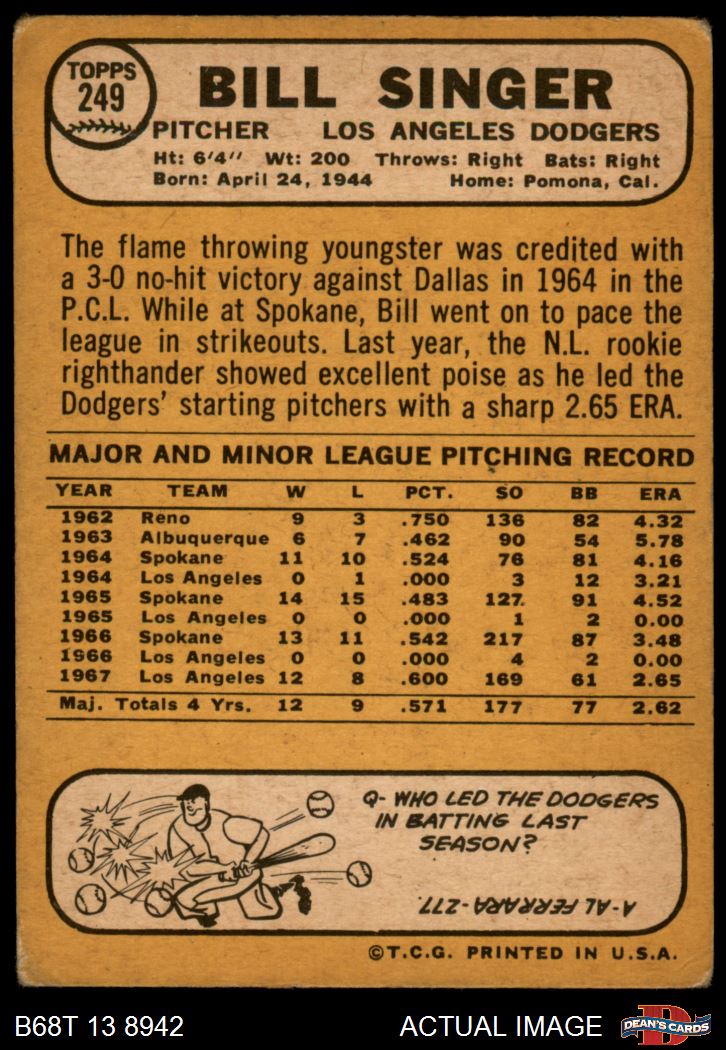 TOPPS
249
BILL SINGER
PITCHER LOS ANGELES DODGERS
Ht: 6'4" Wt: 200 Throws: Right Bats: Right
Born: April 24, 1944 Home: Pomona, Cal.
The flame throwing youngster was credited with
a 3-0 no-hit victory against Dallas in 1964 in the
P.C.L. While at Spokane, Bill went on to pace the
league in strikeouts. Last year, the N.L. rookie
righthander showed excellent poise as he led the
Dodgers' starting pitchers with a sharp 2.65 ERA.
MAJOR AND MINOR LEAGUE PITCHING RECORD
YEAR TEAM W L PCT. SO BB ERA
1962 Reno 9 3 .750 136 82 4.32
1963 Albuquerque 6 7 .462 90 54 5.78
1964 Spokane 11 10 .524 76 81 4.16
1964 Los Angeles 0 1 .000 3 12 3.21
1965 Spokane 14 15 .483 127 91 4.52
1965 Los Angeles 0 0 .000 1 2 0.00
1966 Spokane 13 11 .542 217 87 3.48
1966 Los Angeles 0 0 .000 4 2 0.00
1967 Los Angeles 12 8 .600 169 61 2.65
Maj. Totals 4 Yrs. 12 9 .571 177 77 2.62
Q- WHO LED THE DODGERS
IN BATTING LAST
SEASON?
A-AL FERRARA-.277
©T.C.G. PRINTED IN U.S.A.
B68T 13 8942 ACTUAL IMAGE
D
DEAN'S CARDS